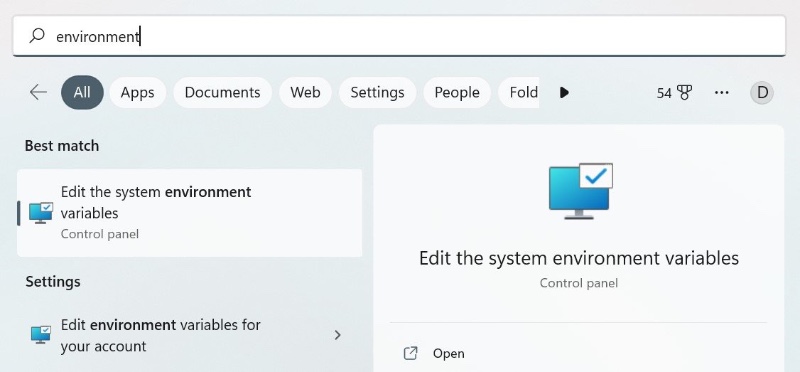 environment
All Apps Documents Web Settings People Fold 54 ... D
Best match
Edit the system environment
variables
Control panel
Settings
Edit environment variables for
your account
Edit the system environment variables
Control panel
Open